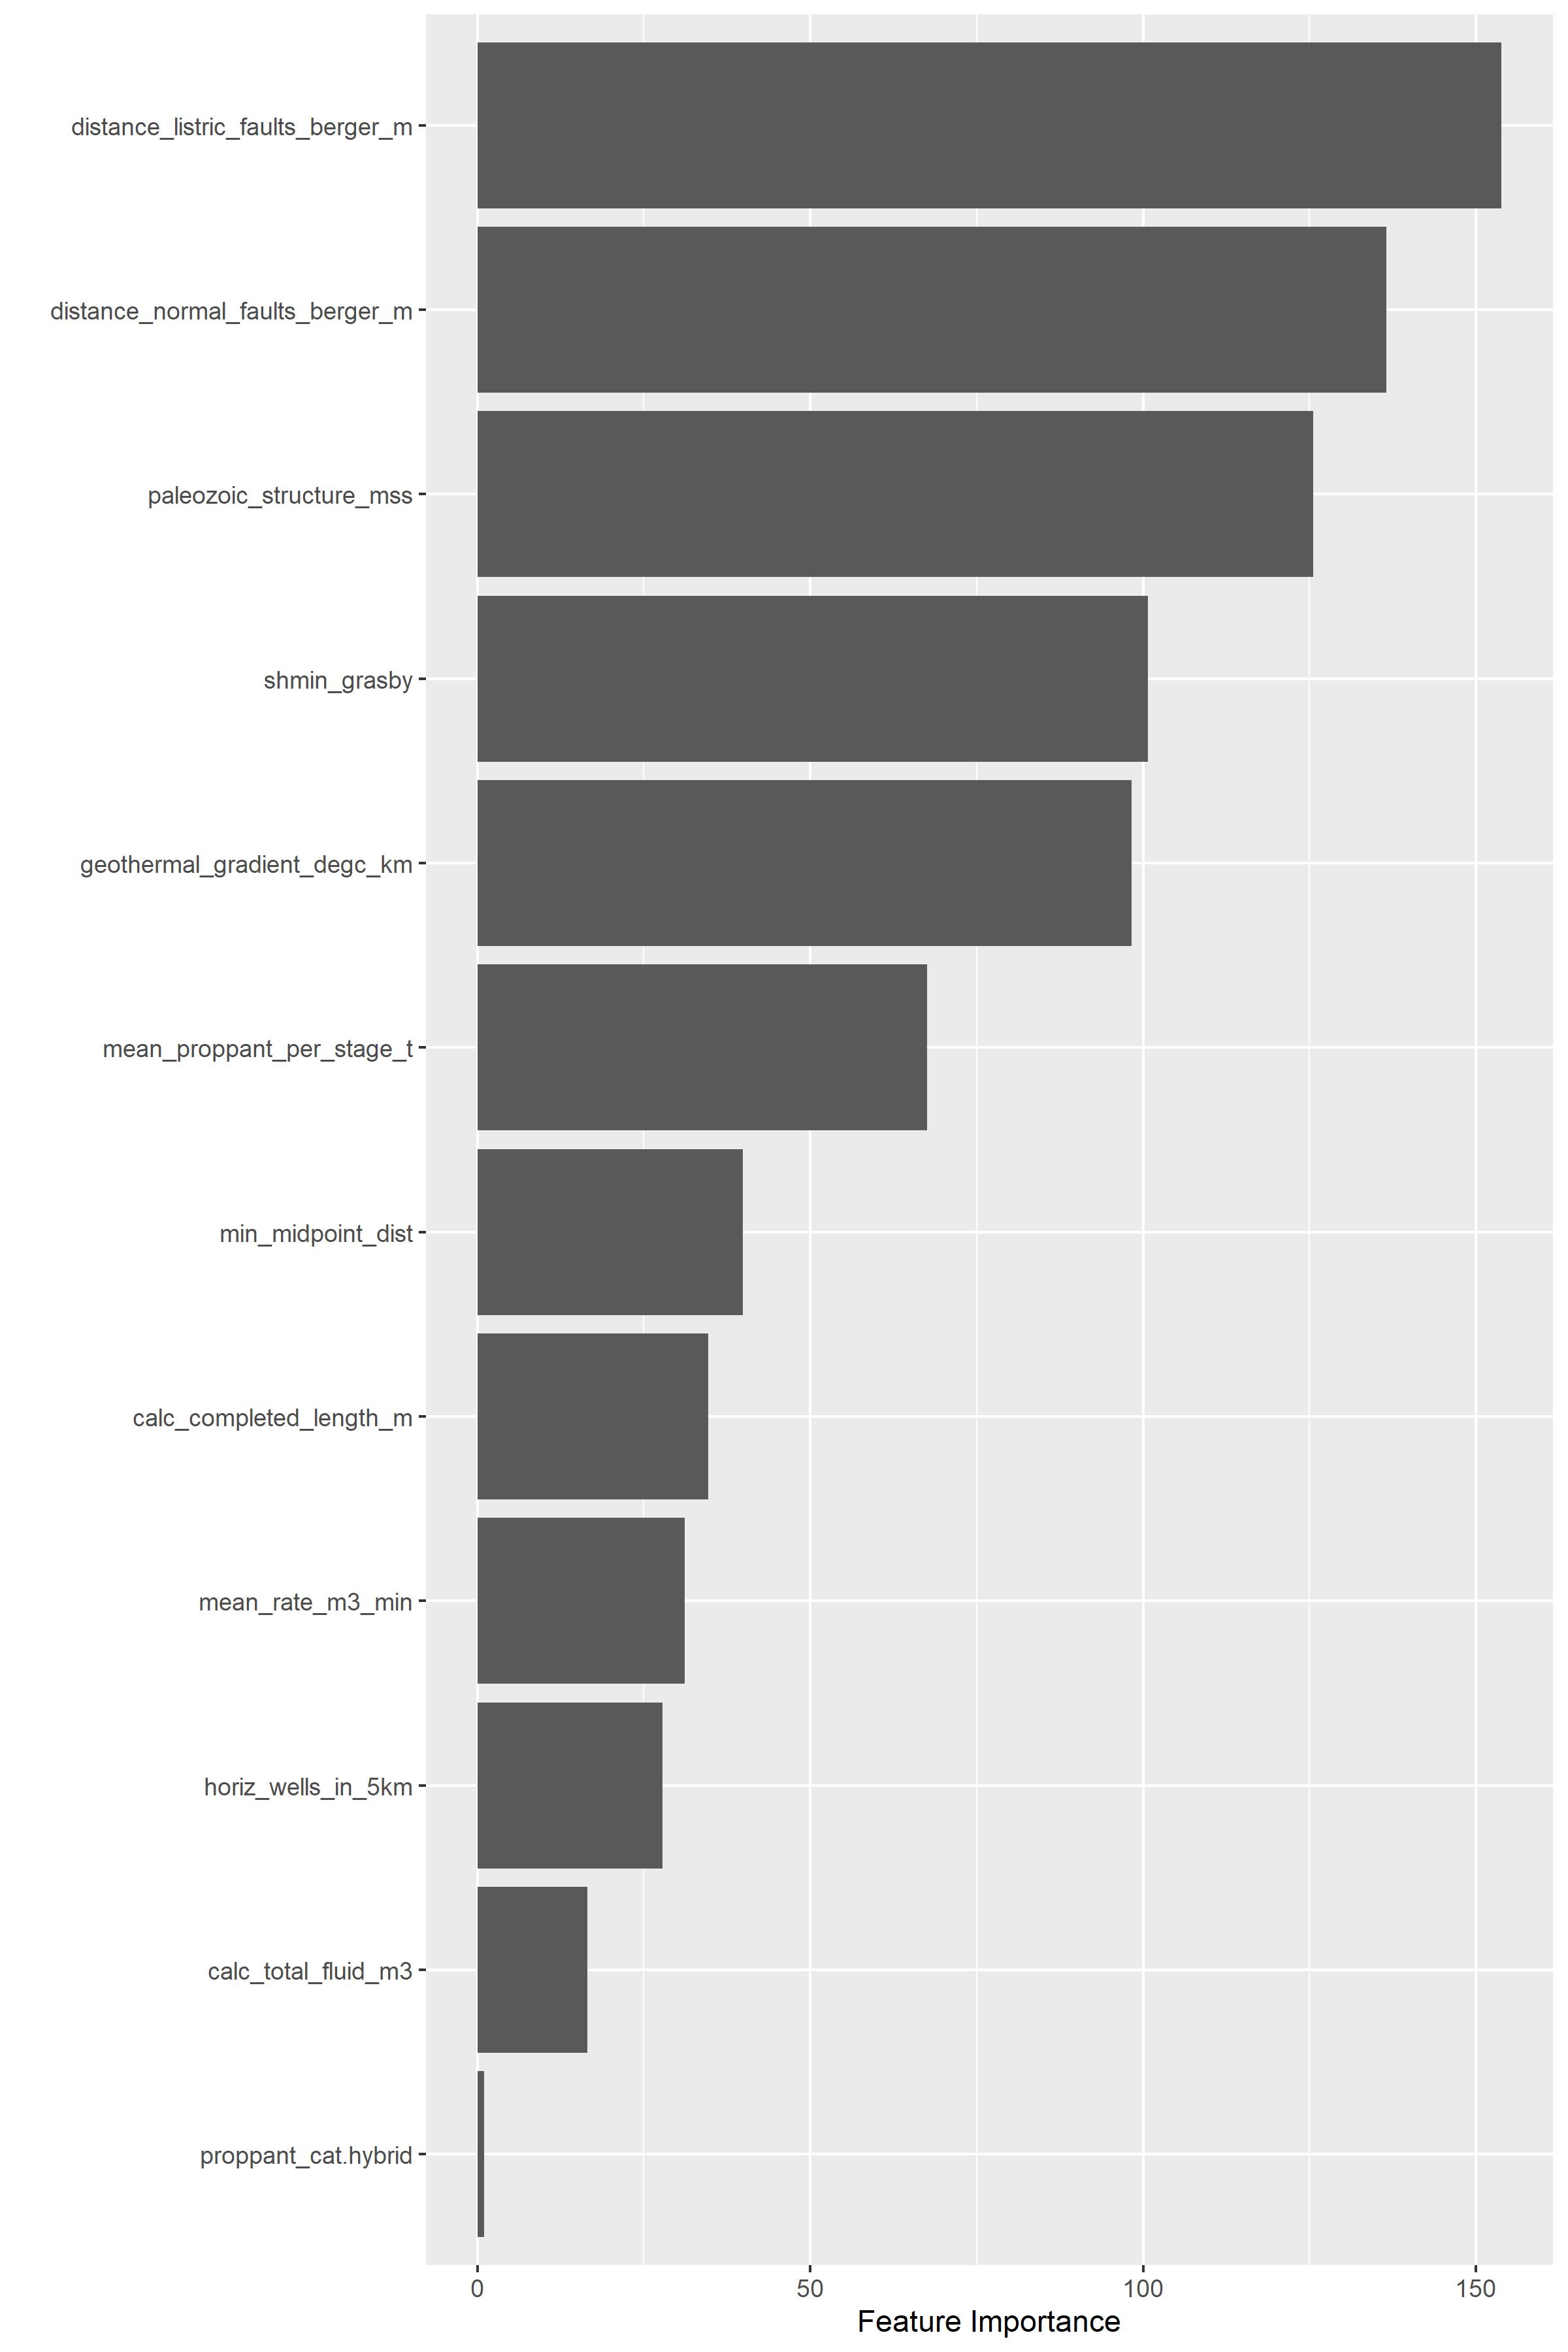 distance_listric_faults_berger_m
distance_normal_faults_berger_m
paleozoic_structure_mss
shmin_grasby
geothermal_gradient_degc_km
mean_proppant_per_stage_t
min_midpoint_dist
calc_completed_length_m
mean_rate_m3_min
horiz_wells_in_5km
calc_total_fluid_m3
proppant_cat.hybrid
0 50 100 150
Feature Importance